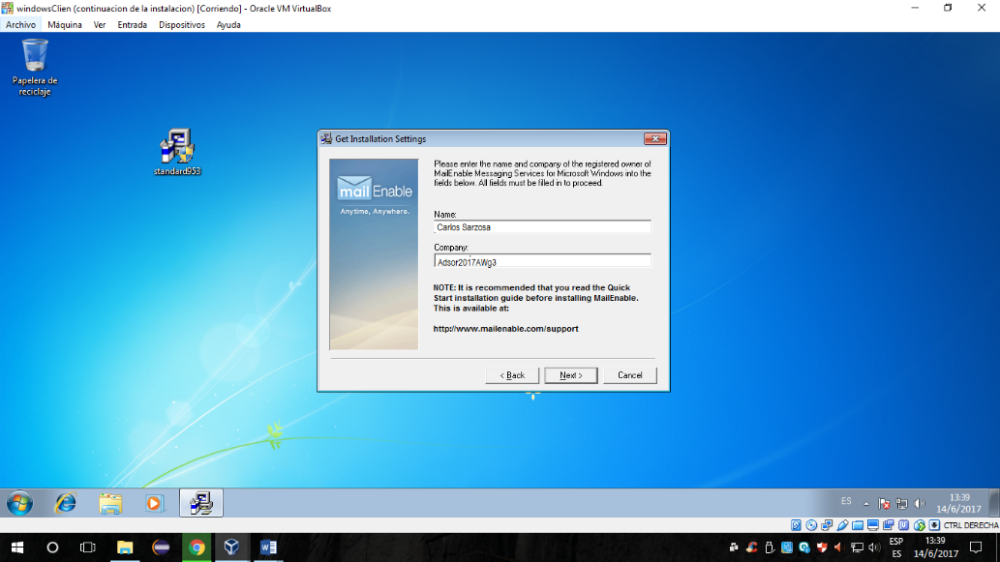 windowsClien (continuacion de la instalacion) [Corriendo] - Oracle VM VirtualBox
Archivo Máquina Ver Entrada Dispositivos Ayuda
Papelera de
reciclaje
standard953
Get Installation Settings
mail Enable
Anytime, Anywhere.
Please enter the name and company of the registered owner of
MailEnable Messaging Services for Microsoft Windows into the
fields below. All fields must be filled in to proceed.
Name:
Carlos Sarzosa
Company:
Adsor2017AWg3
NOTE: It is recommended that you read the Quick
Start installation guide before installing MailEnable.
This is available at:
http://www.mailenable.com/support
< Back Next > Cancel
ES 13:39
14/6/2017
CTRL DERECHA
ESP 13:39
ES 14/6/2017